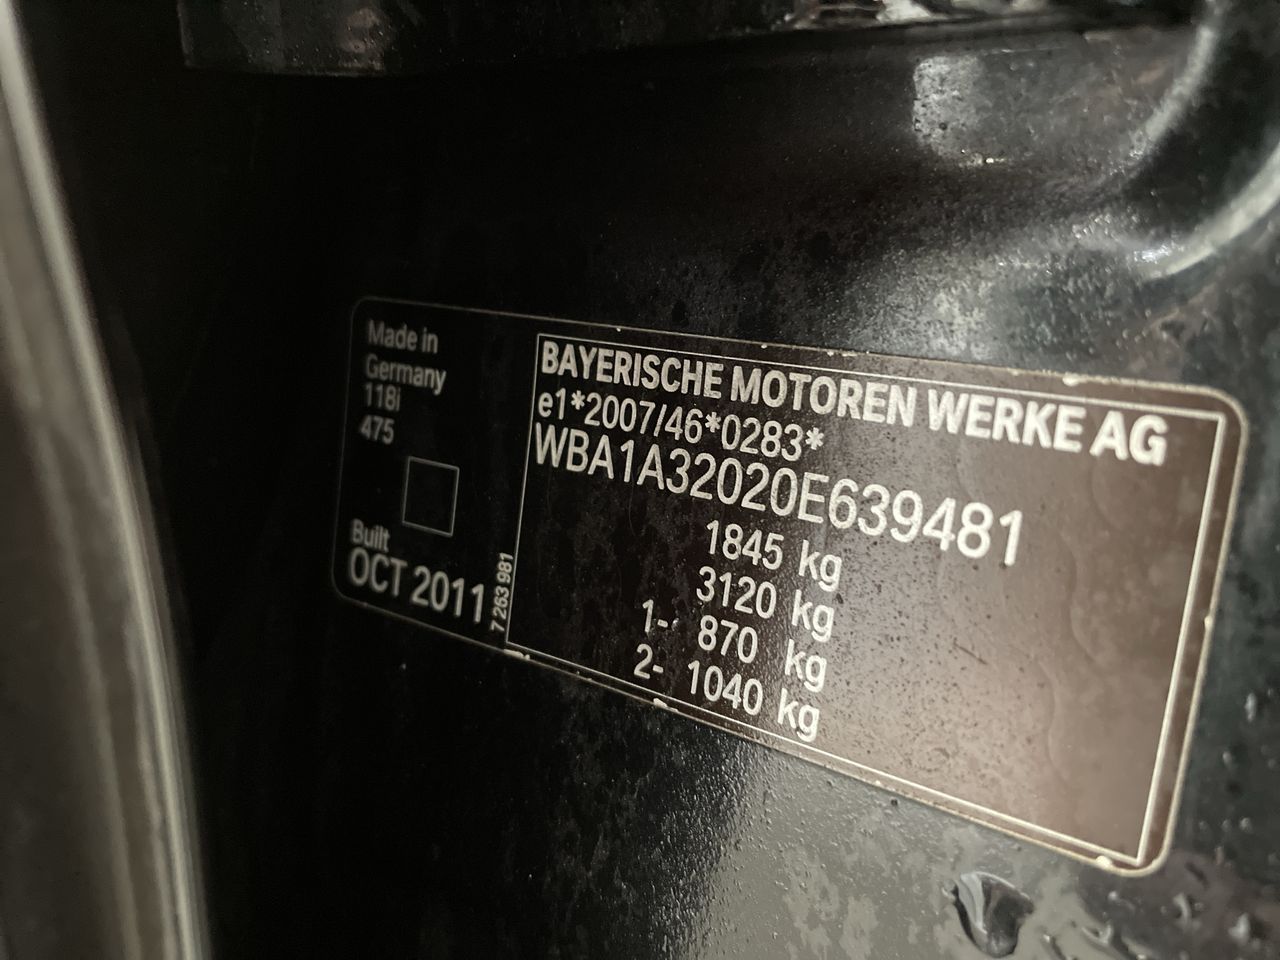 Made in
Germany
118i
475
Built
OCT 2011
7 263 981
BAYERISCHE MOTOREN WERKE AG
e1*2007/46*0283*
WBA1A32020E639481
1845 kg
3120 kg
1- 870 kg
2- 1040 kg